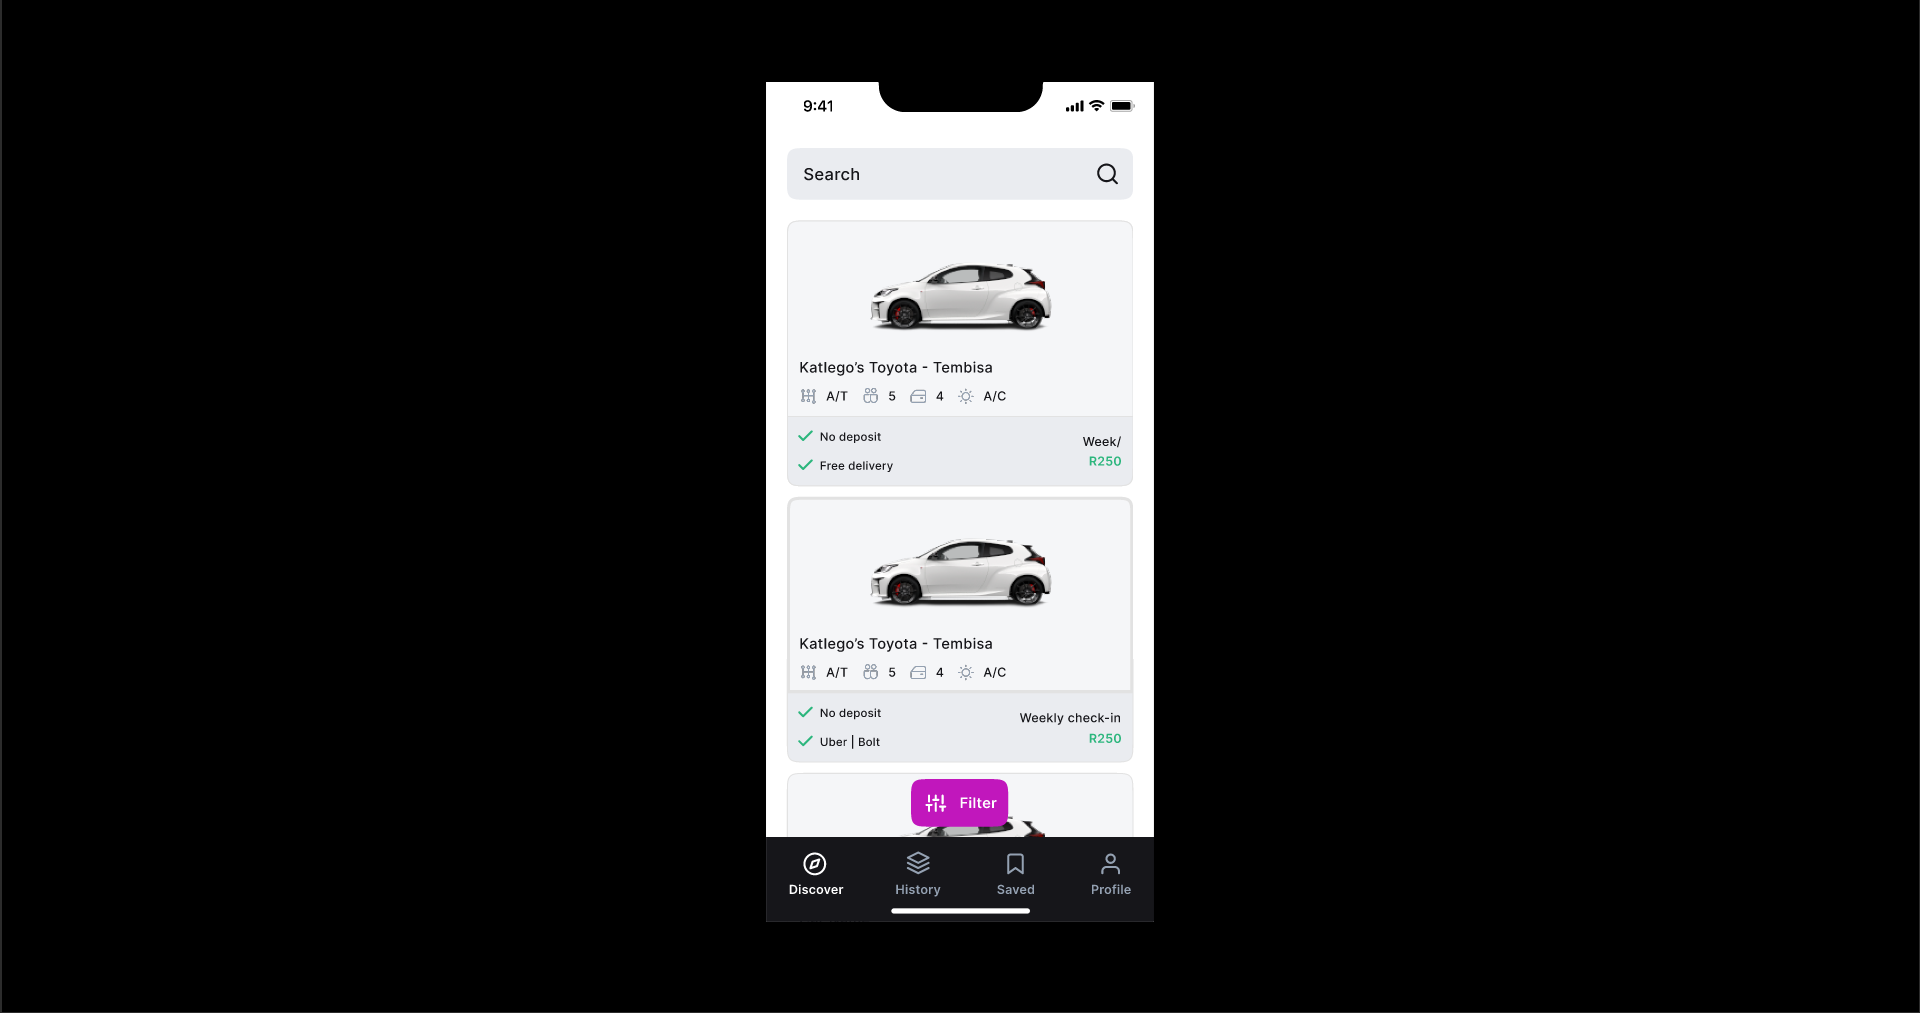 9:41
Search
Katlego’s Toyota - Tembisa
A/T 5 4 A/C
No deposit
Free delivery
Week/
R250
Katlego’s Toyota - Tembisa
A/T 5 4 A/C
No deposit
Uber | Bolt
Weekly check-in
R250
Filter
Discover History Saved Profile